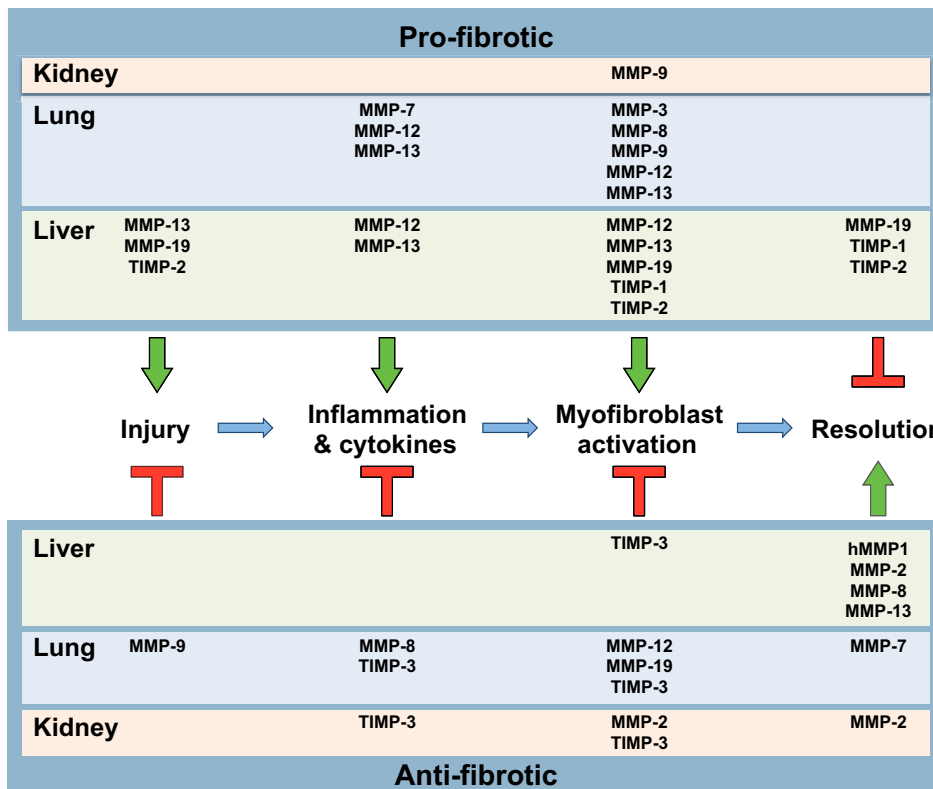 Pro-fibrotic
Kidney
MMP-9
Lung
MMP-7
MMP-12
MMP-13
MMP-3
MMP-8
MMP-9
MMP-12
MMP-13
Liver
MMP-13
MMP-19
TIMP-2
MMP-12
MMP-13
MMP-12
MMP-13
MMP-19
TIMP-1
TIMP-2
MMP-19
TIMP-1
TIMP-2
Injury
Inflammation
& cytokines
Myofibroblast
activation
Resolution
Liver
TIMP-3
hMMP1
MMP-2
MMP-8
MMP-13
Lung
MMP-9
MMP-8
TIMP-3
MMP-12
MMP-19
TIMP-3
MMP-7
Kidney
TIMP-3
MMP-2
TIMP-3
MMP-2
Anti-fibrotic